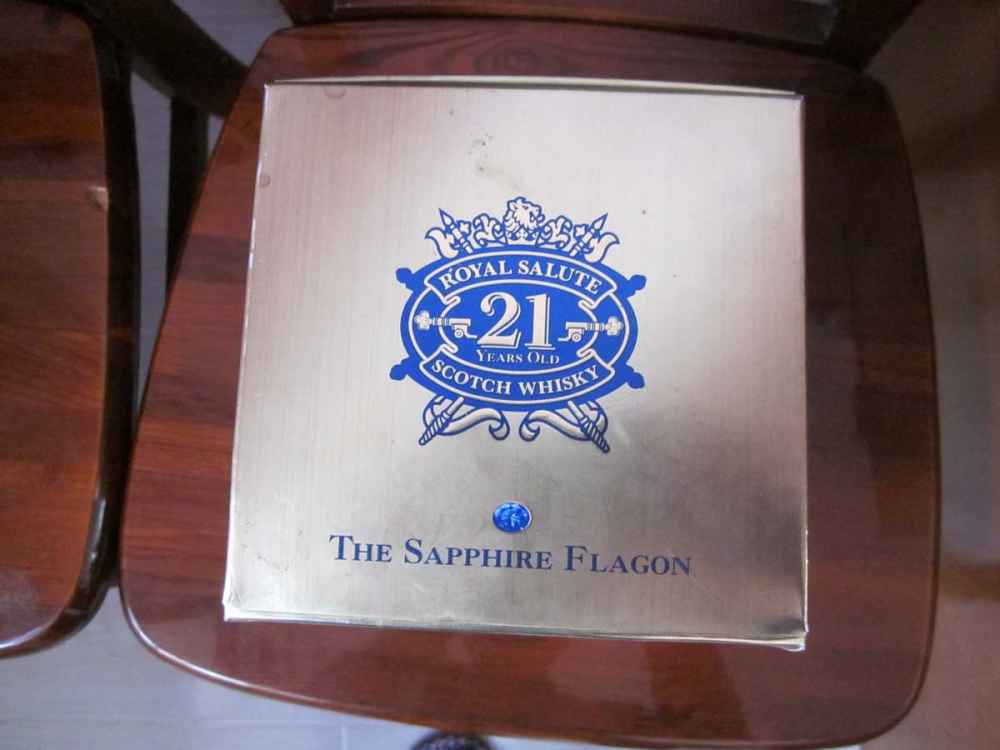 ROYAL SALUTE
21
YEARS OLD
SCOTCH WHISKY
THE SAPPHIRE FLAGON